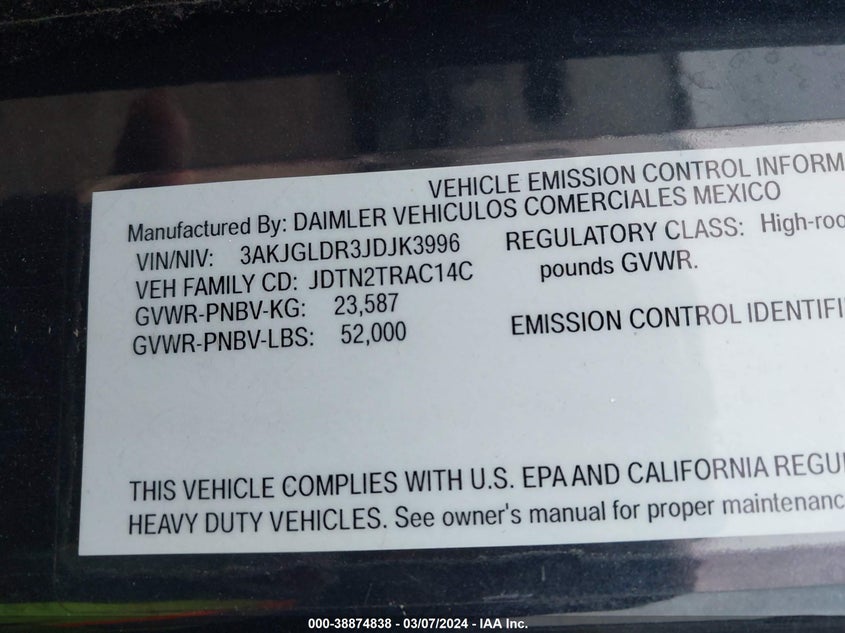 VEHICLE EMISSION CONTROL INFORM
Manufactured By: DAIMLER VEHICULOS COMERCIALES MEXICO
VIN/NIV: 3AKJGLDR3JDJK3996
REGULATORY CLASS: High-roo
VEH FAMILY CD: JDTN2TRAC14C
pounds GVWR.
GVWR-PNBV-KG: 23,587
GVWR-PNBV-LBS: 52,000
EMISSION CONTROL IDENTIFI
THIS VEHICLE COMPLIES WITH U.S. EPA AND CALIFORNIA REGU
HEAVY DUTY VEHICLES. See owner's manual for proper maintenanc
000-38874838 - 03/07/2024 - IAA Inc.